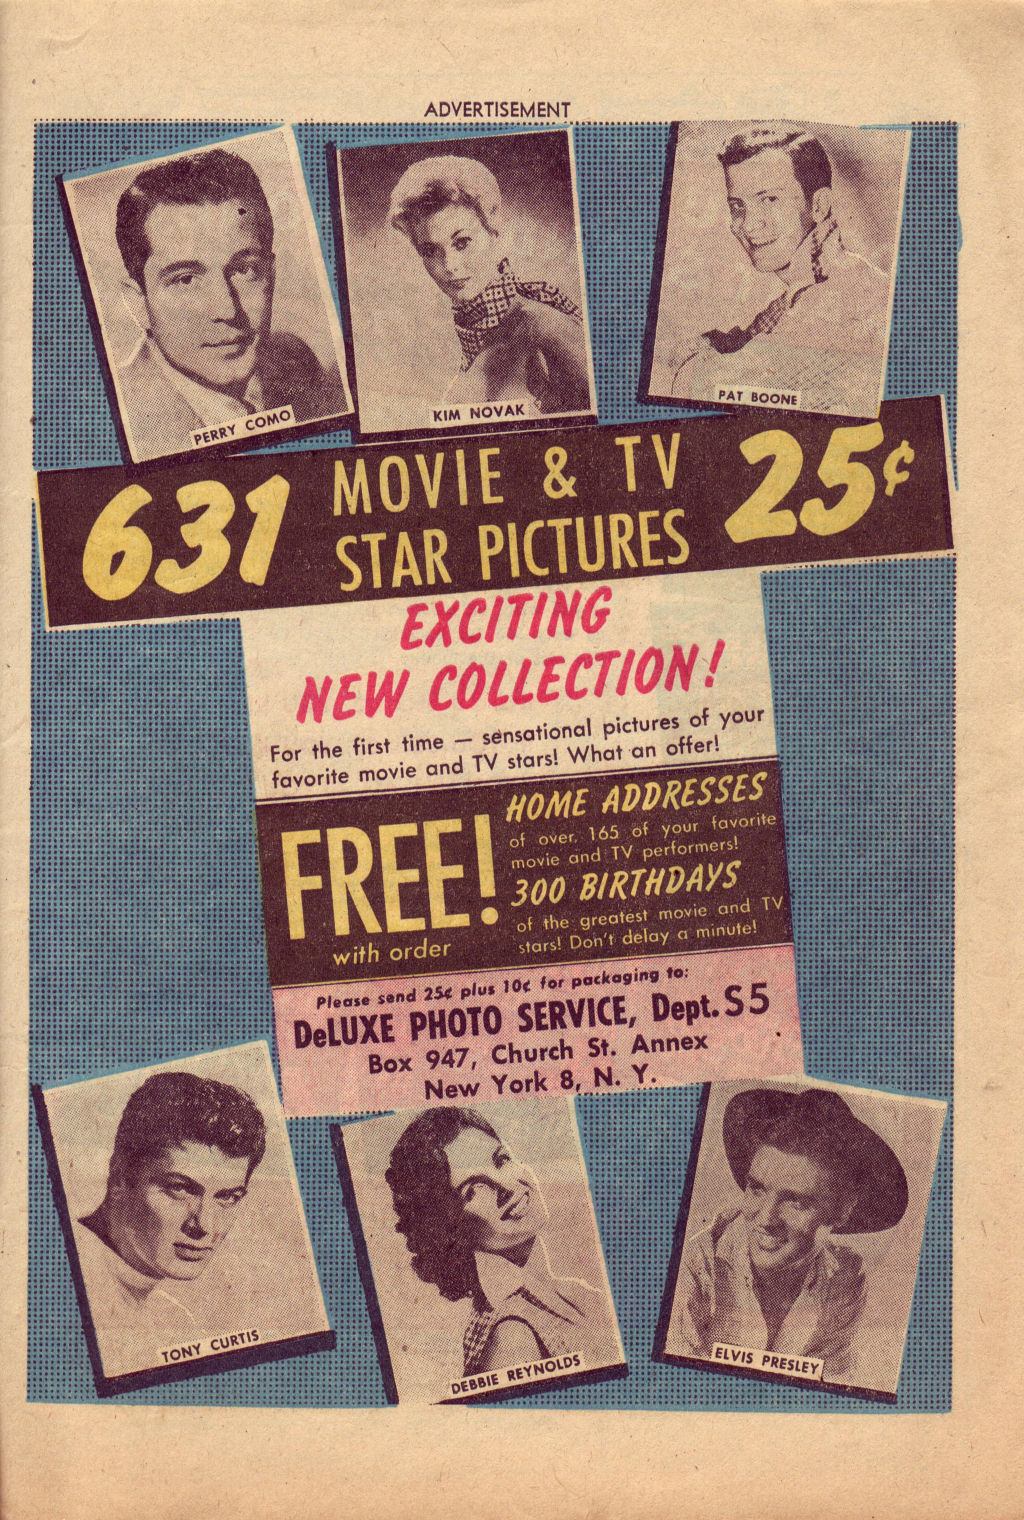 ADVERTISEMENT
PERRY COMO
KIM NOVAK
PAT BOONE
631 MOVIE & TV STAR PICTURES 25¢
EXCITING
NEW COLLECTION!
For the first time — sensational pictures of your
favorite movie and TV stars! What an offer!
FREE!
with order
HOME ADDRESSES
of over 165 of your favorite
movie and TV performers!
300 BIRTHDAYS
of the greatest movie and TV
stars! Don't delay a minute!
Please send 25¢ plus 10¢ for packaging to:
DeLUXE PHOTO SERVICE, Dept. S5
Box 947, Church St. Annex
New York 8, N. Y.
TONY CURTIS
DEBBIE REYNOLDS
ELVIS PRESLEY